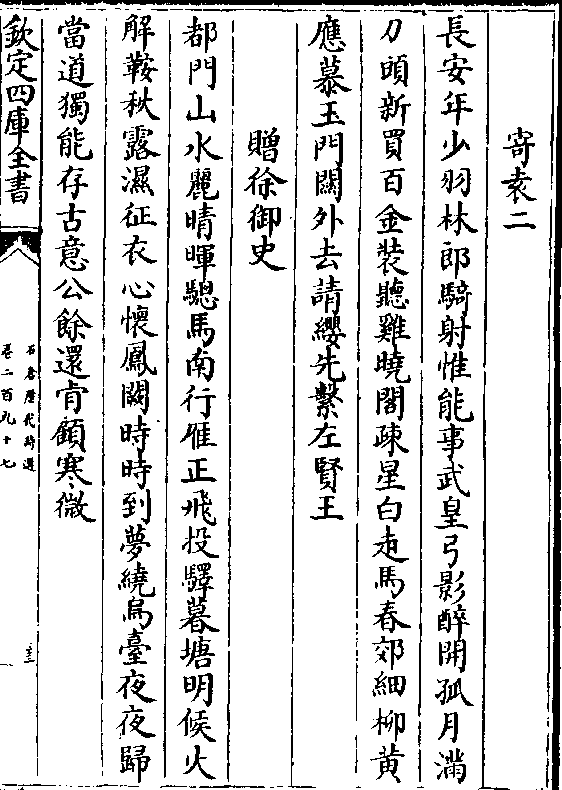 寄袁二
長安年少羽林郎騎射惟能事武皇弓影醉開孤月滿
刀頭新買百金裝聽雞曉閣疎星白走馬春郊細柳黃
應慕玉門關外去請纓先繫左賢王
贈徐御史
都門山水麗晴暉驄馬南行雁正飛投驛暮塘明候火
解鞍秋露濕征衣心懷鳳闕時時到夢繞烏臺夜夜歸
當道獨能存古意公餘還肯顧寒微
欽定四庫全書
石倉歷代詩選
卷二百九十七